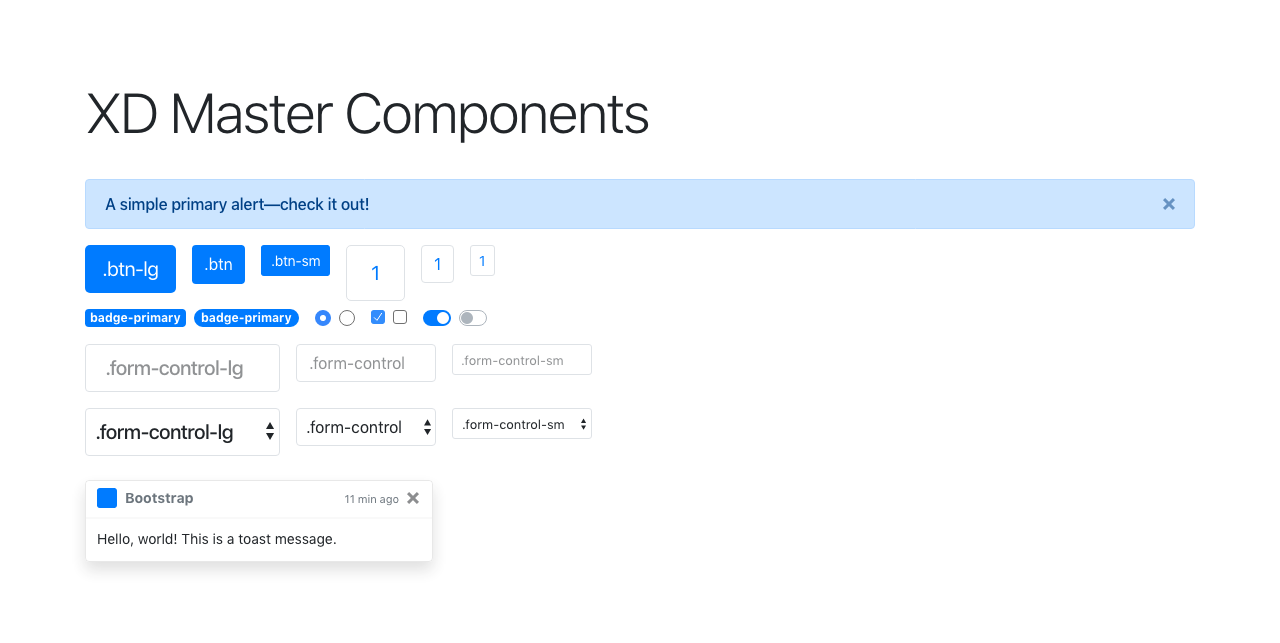 XD Master Components
A simple primary alert—check it out!
.btn-lg .btn .btn-sm 1 1 1
badge-primary badge-primary
.form-control-lg .form-control .form-control-sm
.form-control-lg .form-control .form-control-sm
Bootstrap 11 min ago
Hello, world! This is a toast message.